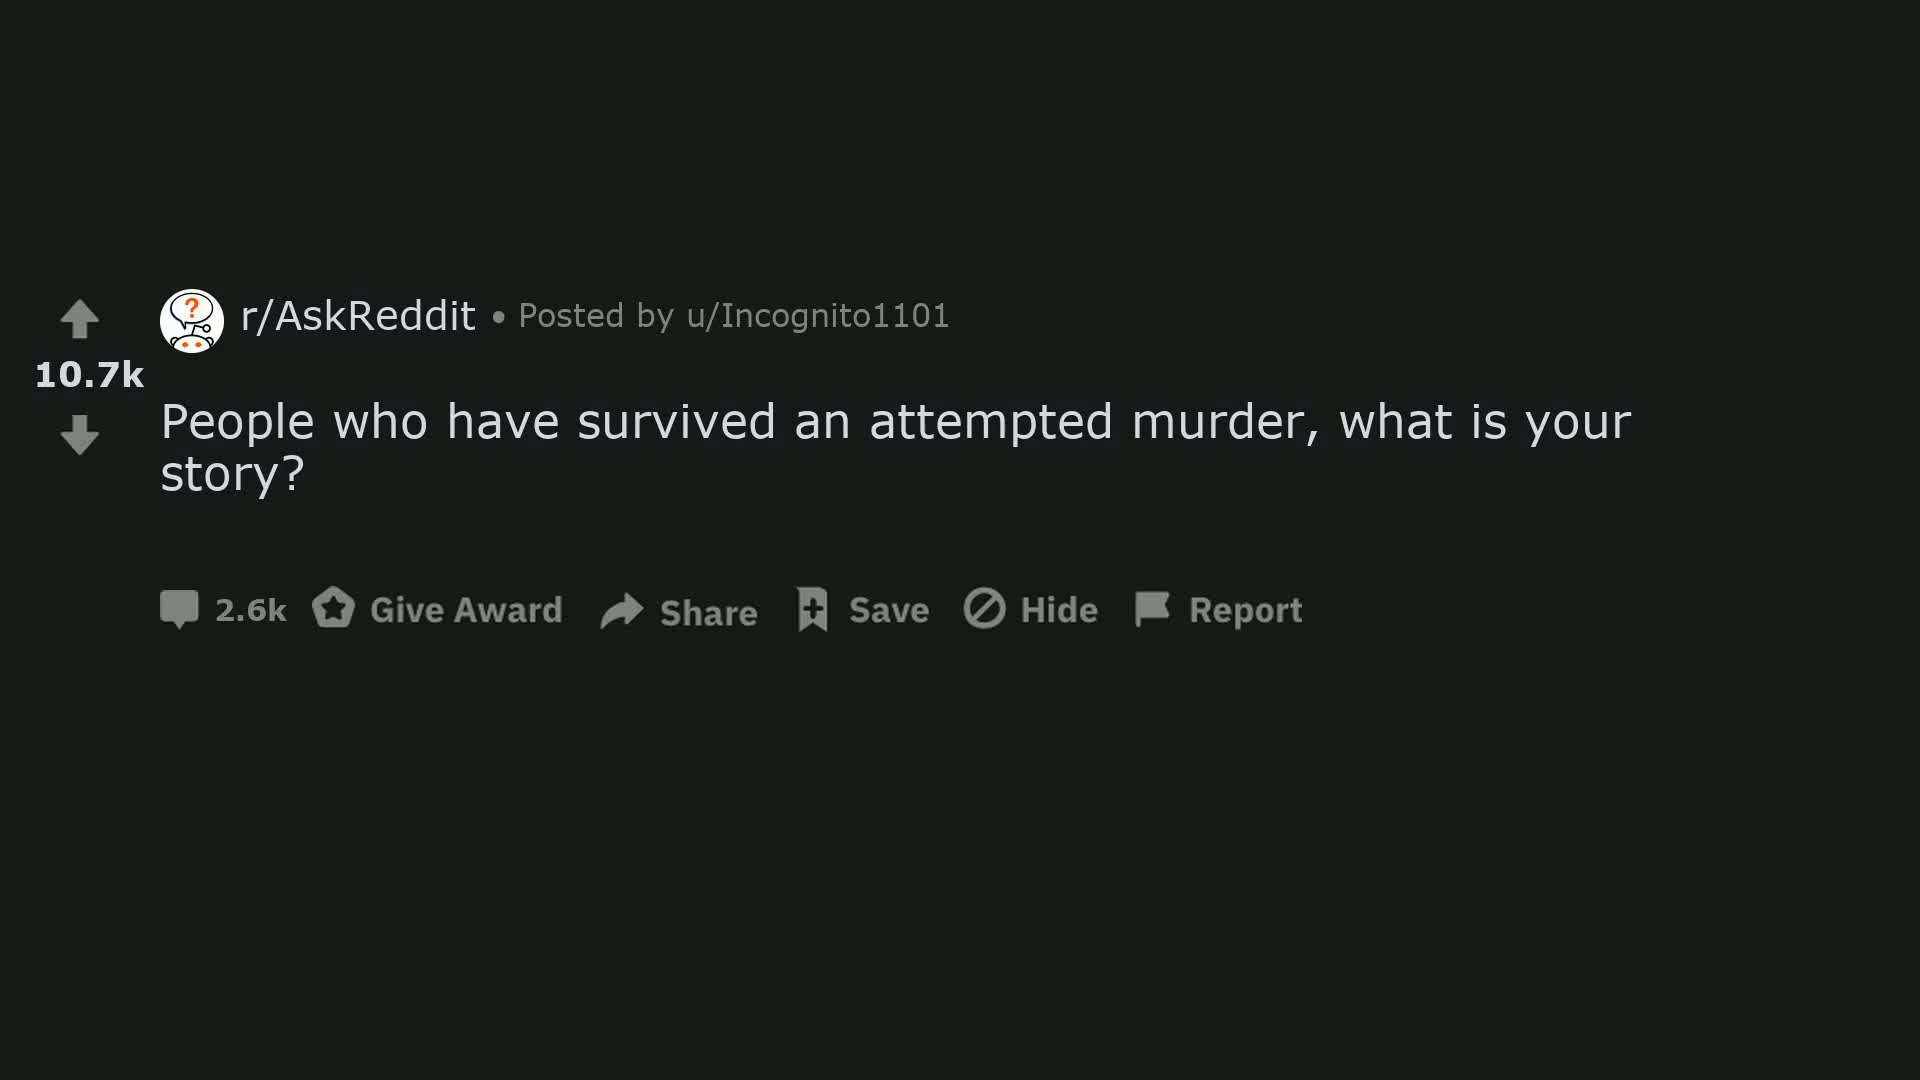 r/AskReddit • Posted by u/Incognito1101
10.7k
People who have survived an attempted murder, what is your
story?
2.6k Give Award Share Save Hide Report